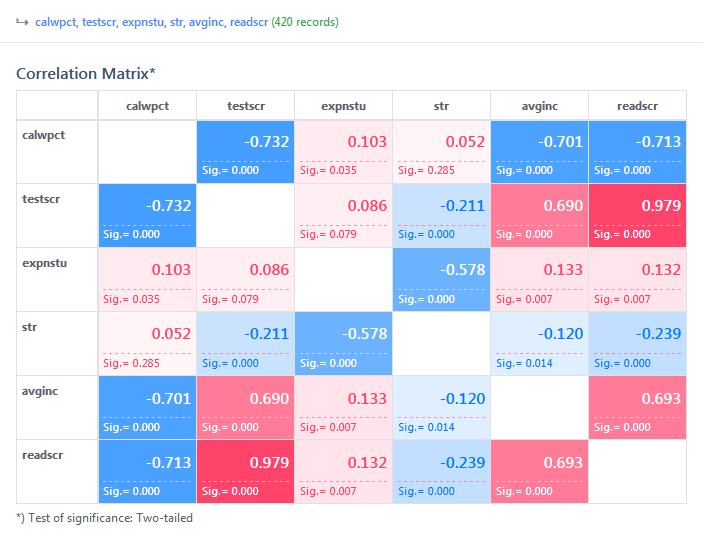 calwpct, testscr, expnstu, str, avginc, readscr (420 records)
Correlation Matrix*
calwpct testscr expnstu str avginc readscr
calwpct -0.732 0.103 0.052 -0.701 -0.713
Sig.= 0.000 Sig.= 0.035 Sig.= 0.285 Sig.= 0.000 Sig.= 0.000
testscr -0.732 0.086 -0.211 0.690 0.979
Sig.= 0.000 Sig.= 0.079 Sig.= 0.000 Sig.= 0.000 Sig.= 0.000
expnstu 0.103 0.086 -0.578 0.133 0.132
Sig.= 0.035 Sig.= 0.079 Sig.= 0.000 Sig.= 0.007 Sig.= 0.007
str 0.052 -0.211 -0.578 -0.120 -0.239
Sig.= 0.285 Sig.= 0.000 Sig.= 0.000 Sig.= 0.014 Sig.= 0.000
avginc -0.701 0.690 0.133 -0.120 0.693
Sig.= 0.000 Sig.= 0.000 Sig.= 0.007 Sig.= 0.014 Sig.= 0.000
readscr -0.713 0.979 0.132 -0.239 0.693
Sig.= 0.000 Sig.= 0.000 Sig.= 0.007 Sig.= 0.000 Sig.= 0.000
*) Test of significance: Two-tailed